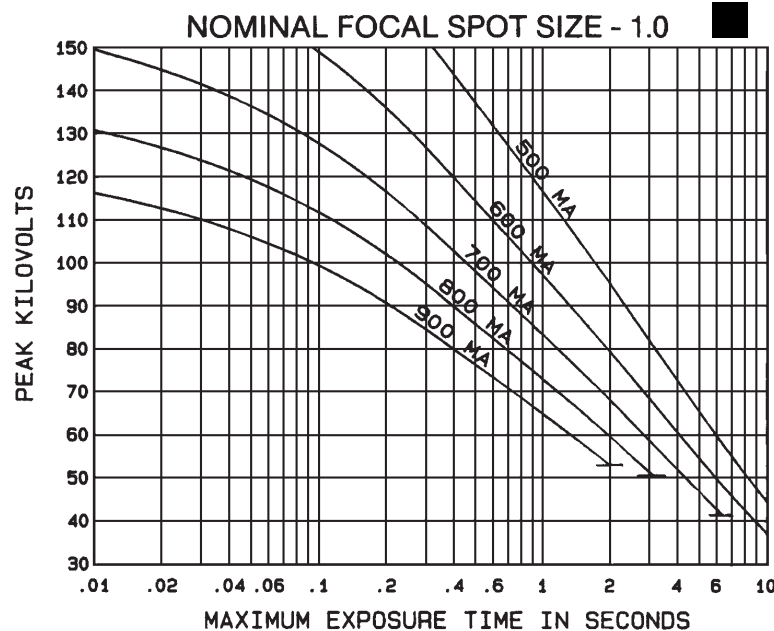 NOMINAL FOCAL SPOT SIZE - 1.0
150
140
130
120
110
100
90
80
70
60
50
40
30
PEAK KILOVOLTS
500 MA
600 MA
700 MA
800 MA
900 MA
.01 .02 .04 .06 .1 .2 .4 .6 1 2 4 6 10
MAXIMUM EXPOSURE TIME IN SECONDS